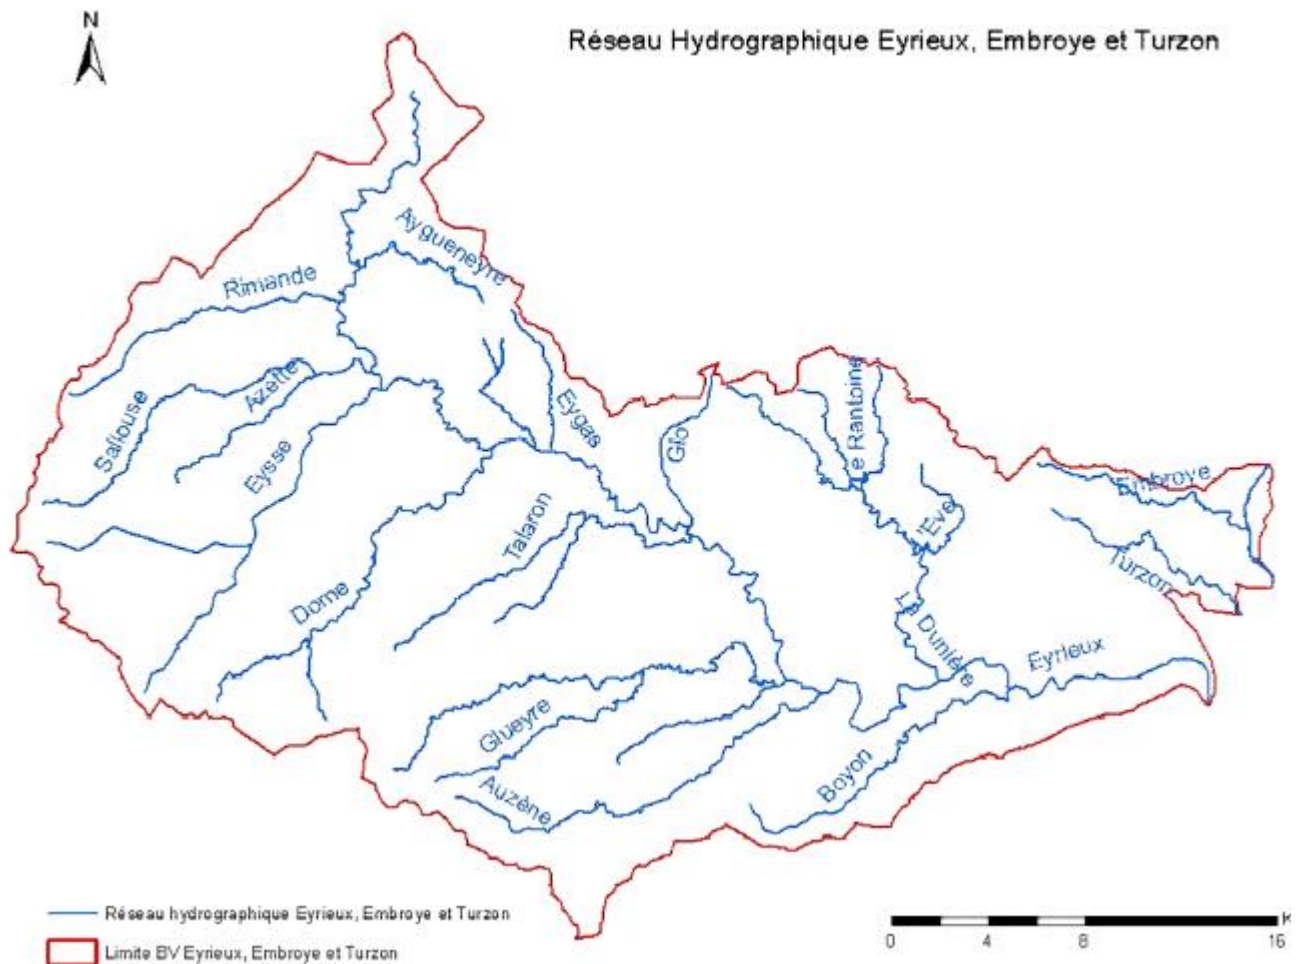 N
Réseau Hydrographique Eyrieux, Embroye et Turzon
Aygueneyre
Rimande
Azette
Saliouse
Eysse
Eygas
Glo
Le Rantoine
Embroye
l'Eve
Turzon
Talaron
Dorne
La Dunière
Eyrieux
Glueyre
Auzène
Boyon
Réseau hydrographique Eyrieux, Embroye et Turzon
Limite BV Eyrieux, Embroye et Turzon
0 4 8 16